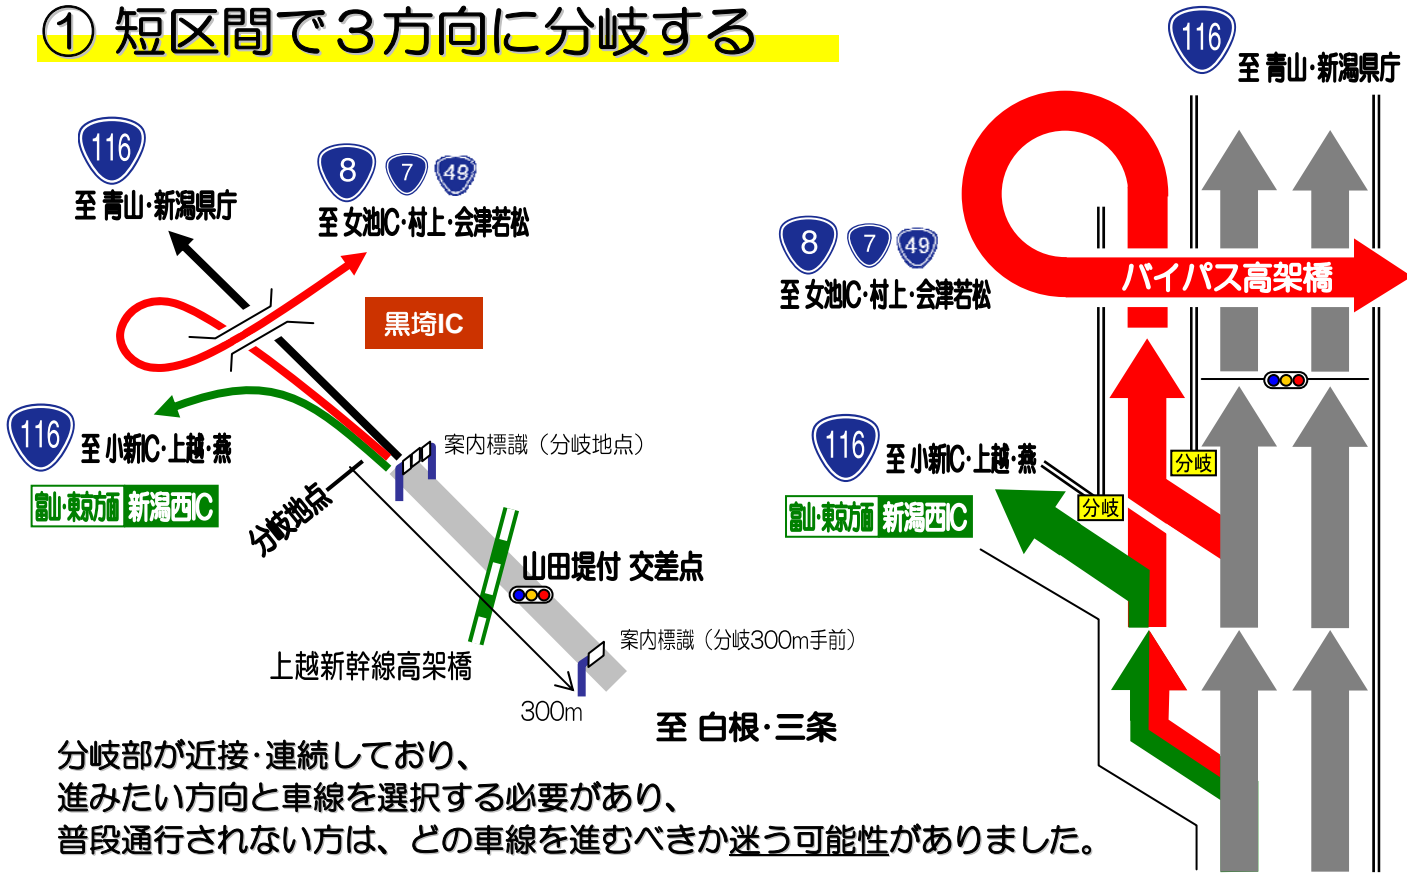 ① 短区間で３方向に分岐する
116
至 青山・新潟県庁
8
7
49
至 女池IC・村上・会津若松
黒埼IC
116
至 小新IC・上越・燕
富山・東京方面 新潟西IC
案内標識（分岐地点）
分岐地点
山田堤付 交差点
案内標識（分岐300m手前）
上越新幹線高架橋
300m
至 白根・三条
116
至 青山・新潟県庁
8
7
49
至 女池IC・村上・会津若松
バイパス高架橋
116
至 小新IC・上越・燕
富山・東京方面 新潟西IC
分岐
分岐
分岐部が近接・連続しており、
進みたい方向と車線を選択する必要があり、
普段通行されない方は、どの車線を進むべきか迷う可能性がありました。